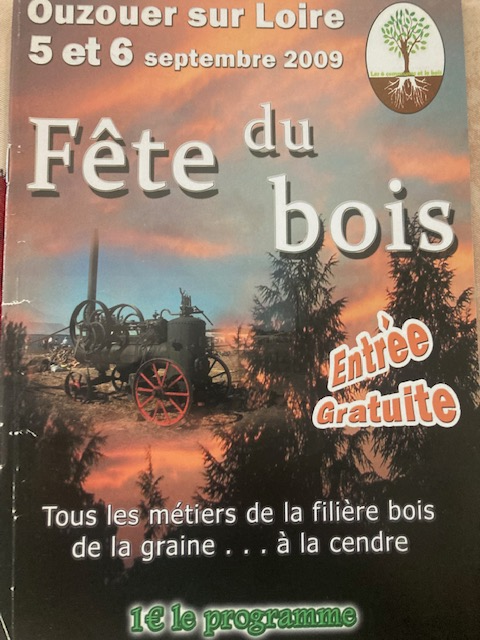 Ouzouer sur Loire
5 et 6 septembre 2009
Fête du
bois
Entrèe
Gratuite
Tous les métiers de la filière bois
de la graine . . . à la cendre
1€ le programme